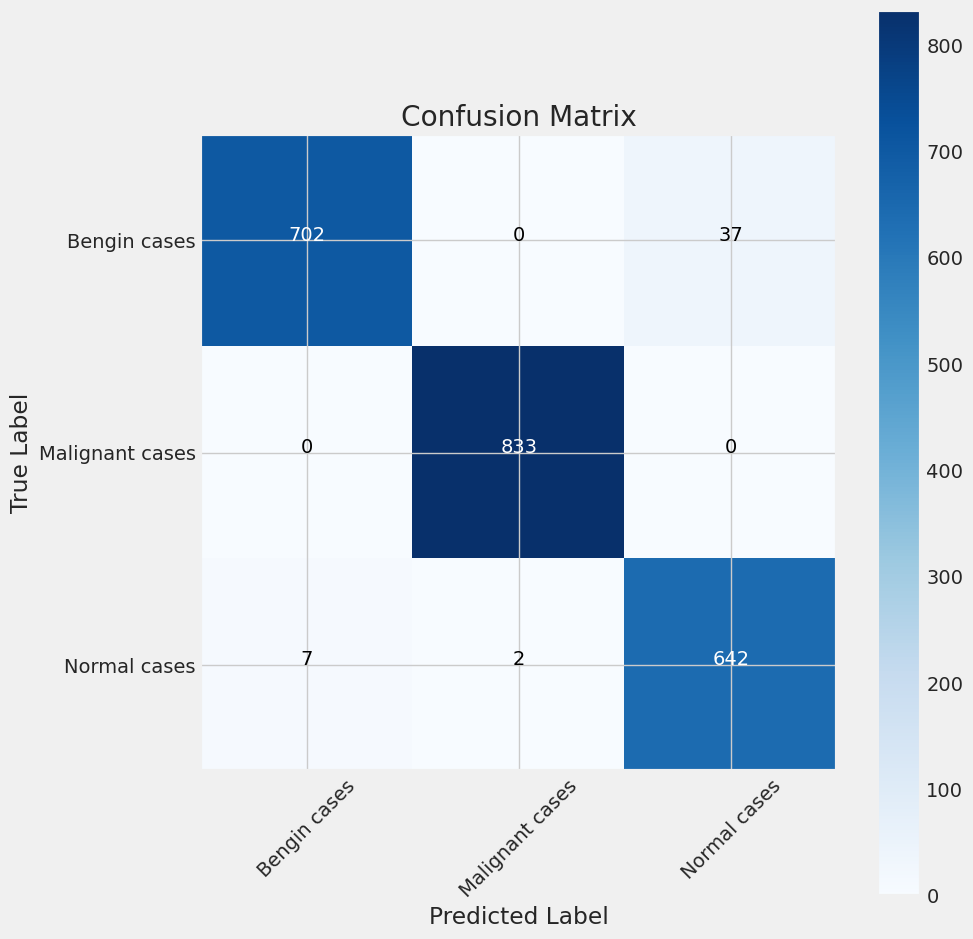 Confusion Matrix
800
700
600
500
400
300
200
100
0
True Label
Bengin cases
702
0
37
Malignant cases
0
833
0
Normal cases
7
2
642
Bengin cases
Malignant cases
Normal cases
Predicted Label